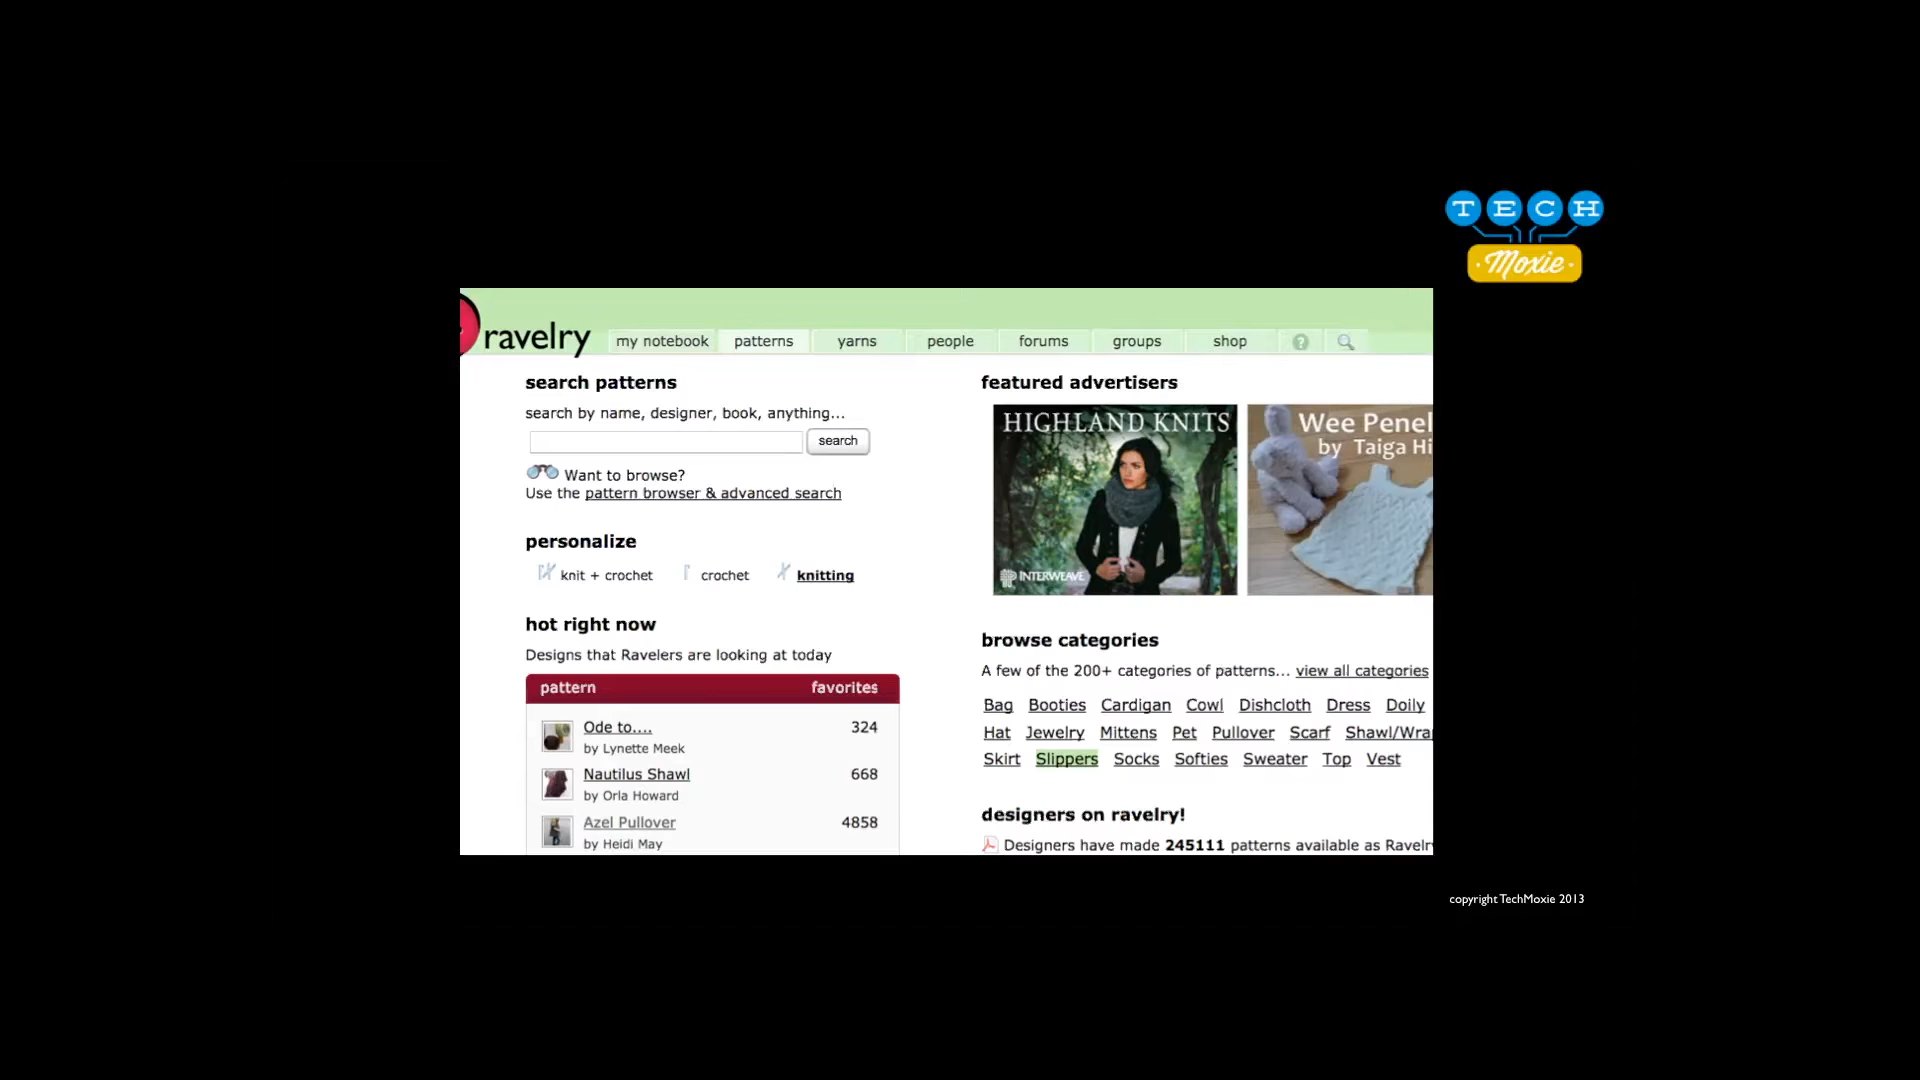 TECH
Moxie
ravelry
my notebook patterns yarns people forums groups shop ?
search patterns
search by name, designer, book, anything...
search
Want to browse?
Use the pattern browser & advanced search
personalize
knit + crochet crochet knitting
hot right now
Designs that Ravelers are looking at today
pattern favorites
Ode to.... 324
by Lynette Meek
Nautilus Shawl 668
by Orla Howard
Azel Pullover 4858
by Heidi May
featured advertisers
HIGHLAND KNITS
INTERWEAVE
Wee Penel
by Taiga Hi
browse categories
A few of the 200+ categories of patterns... view all categories
Bag Booties Cardigan Cowl Dishcloth Dress Doily
Hat Jewelry Mittens Pet Pullover Scarf Shawl/Wrap
Skirt Slippers Socks Softies Sweater Top Vest
designers on ravelry!
Designers have made 245111 patterns available as Ravelr
copyright TechMoxie 2013